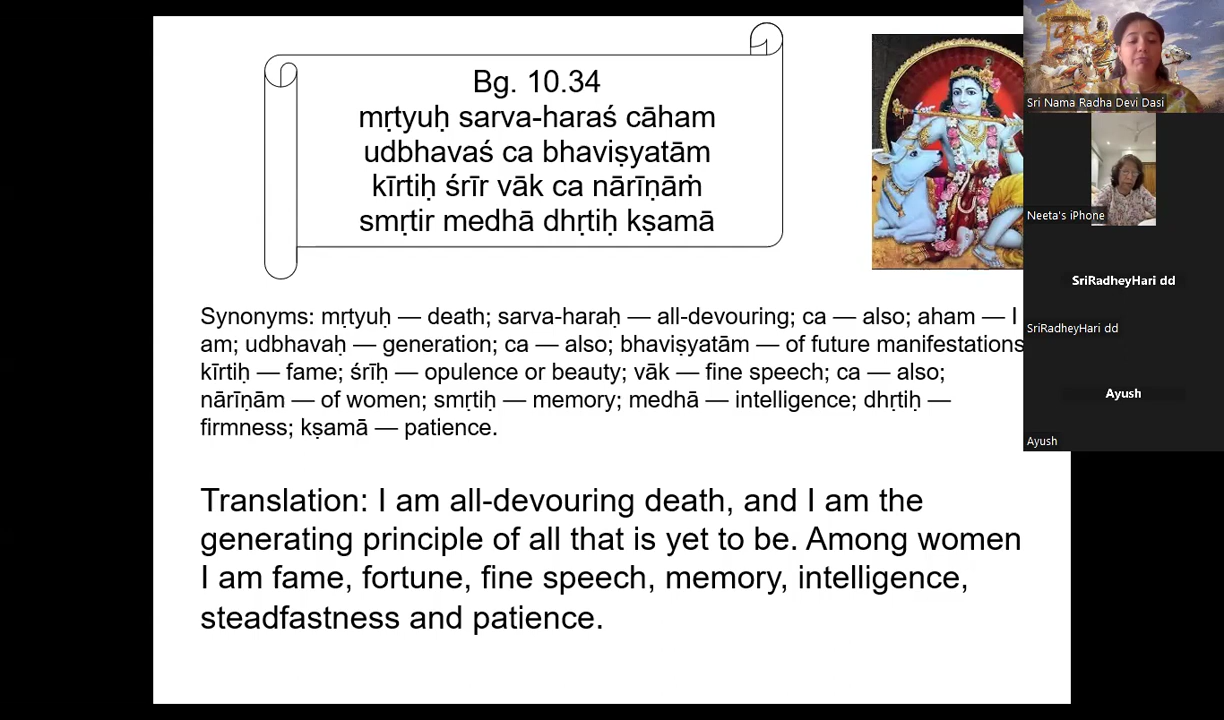 Bg. 10.34
mṛtyuḥ sarva-haraś cāham
udbhavaś ca bhaviṣyatām
kīrtiḥ śrīr vāk ca nārīṇāṁ
smṛtir medhā dhṛtiḥ kṣamā
Synonyms: mṛtyuḥ — death; sarva-haraḥ — all-devouring; ca — also; aham — I
am; udbhavaḥ — generation; ca — also; bhaviṣyatām — of future manifestations
kīrtiḥ — fame; śrīḥ — opulence or beauty; vāk — fine speech; ca — also;
nārīṇām — of women; smṛtiḥ — memory; medhā — intelligence; dhṛtiḥ —
firmness; kṣamā — patience.
Translation: I am all-devouring death, and I am the
generating principle of all that is yet to be. Among women
I am fame, fortune, fine speech, memory, intelligence,
steadfastness and patience.
Sri Nama Radha Devi Dasi
Neeta's iPhone
SriRadheyHari dd
SriRadheyHari dd
Ayush
Ayush